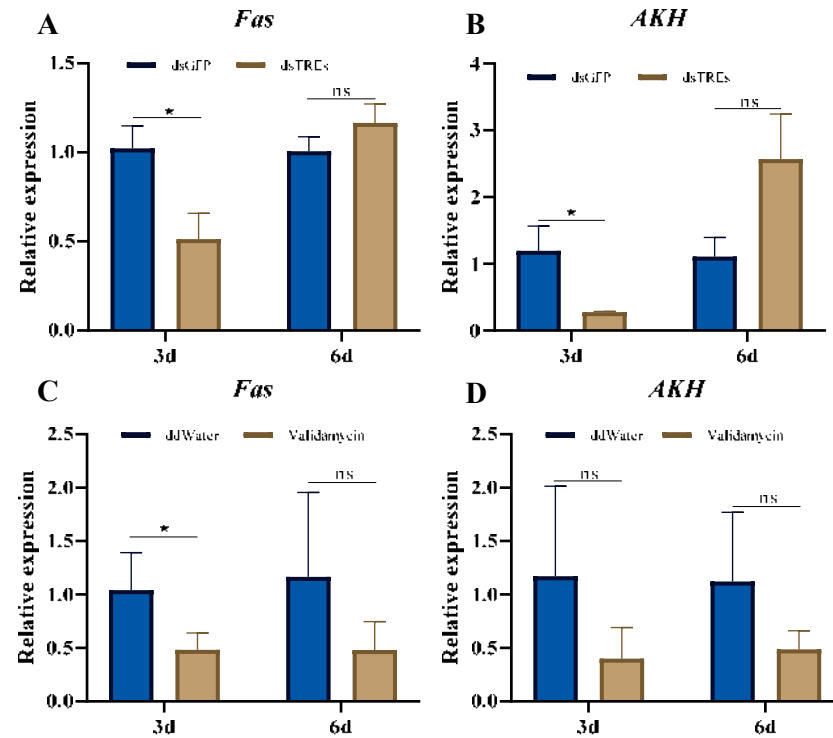 A
Fas
dsGFP
dsTREs
Relative expression
1.5
1.0
0.5
0.0
*
ns
3d
6d
B
AKH
dsGFP
dsTREs
Relative expression
4
3
2
1
0
*
ns
3d
6d
C
Fas
ddWater
Validamycin
Relative expression
2.5
2.0
1.5
1.0
0.5
0.0
*
ns
3d
6d
D
AKH
ddWater
Validamycin
Relative expression
2.5
2.0
1.5
1.0
0.5
0.0
ns
ns
3d
6d